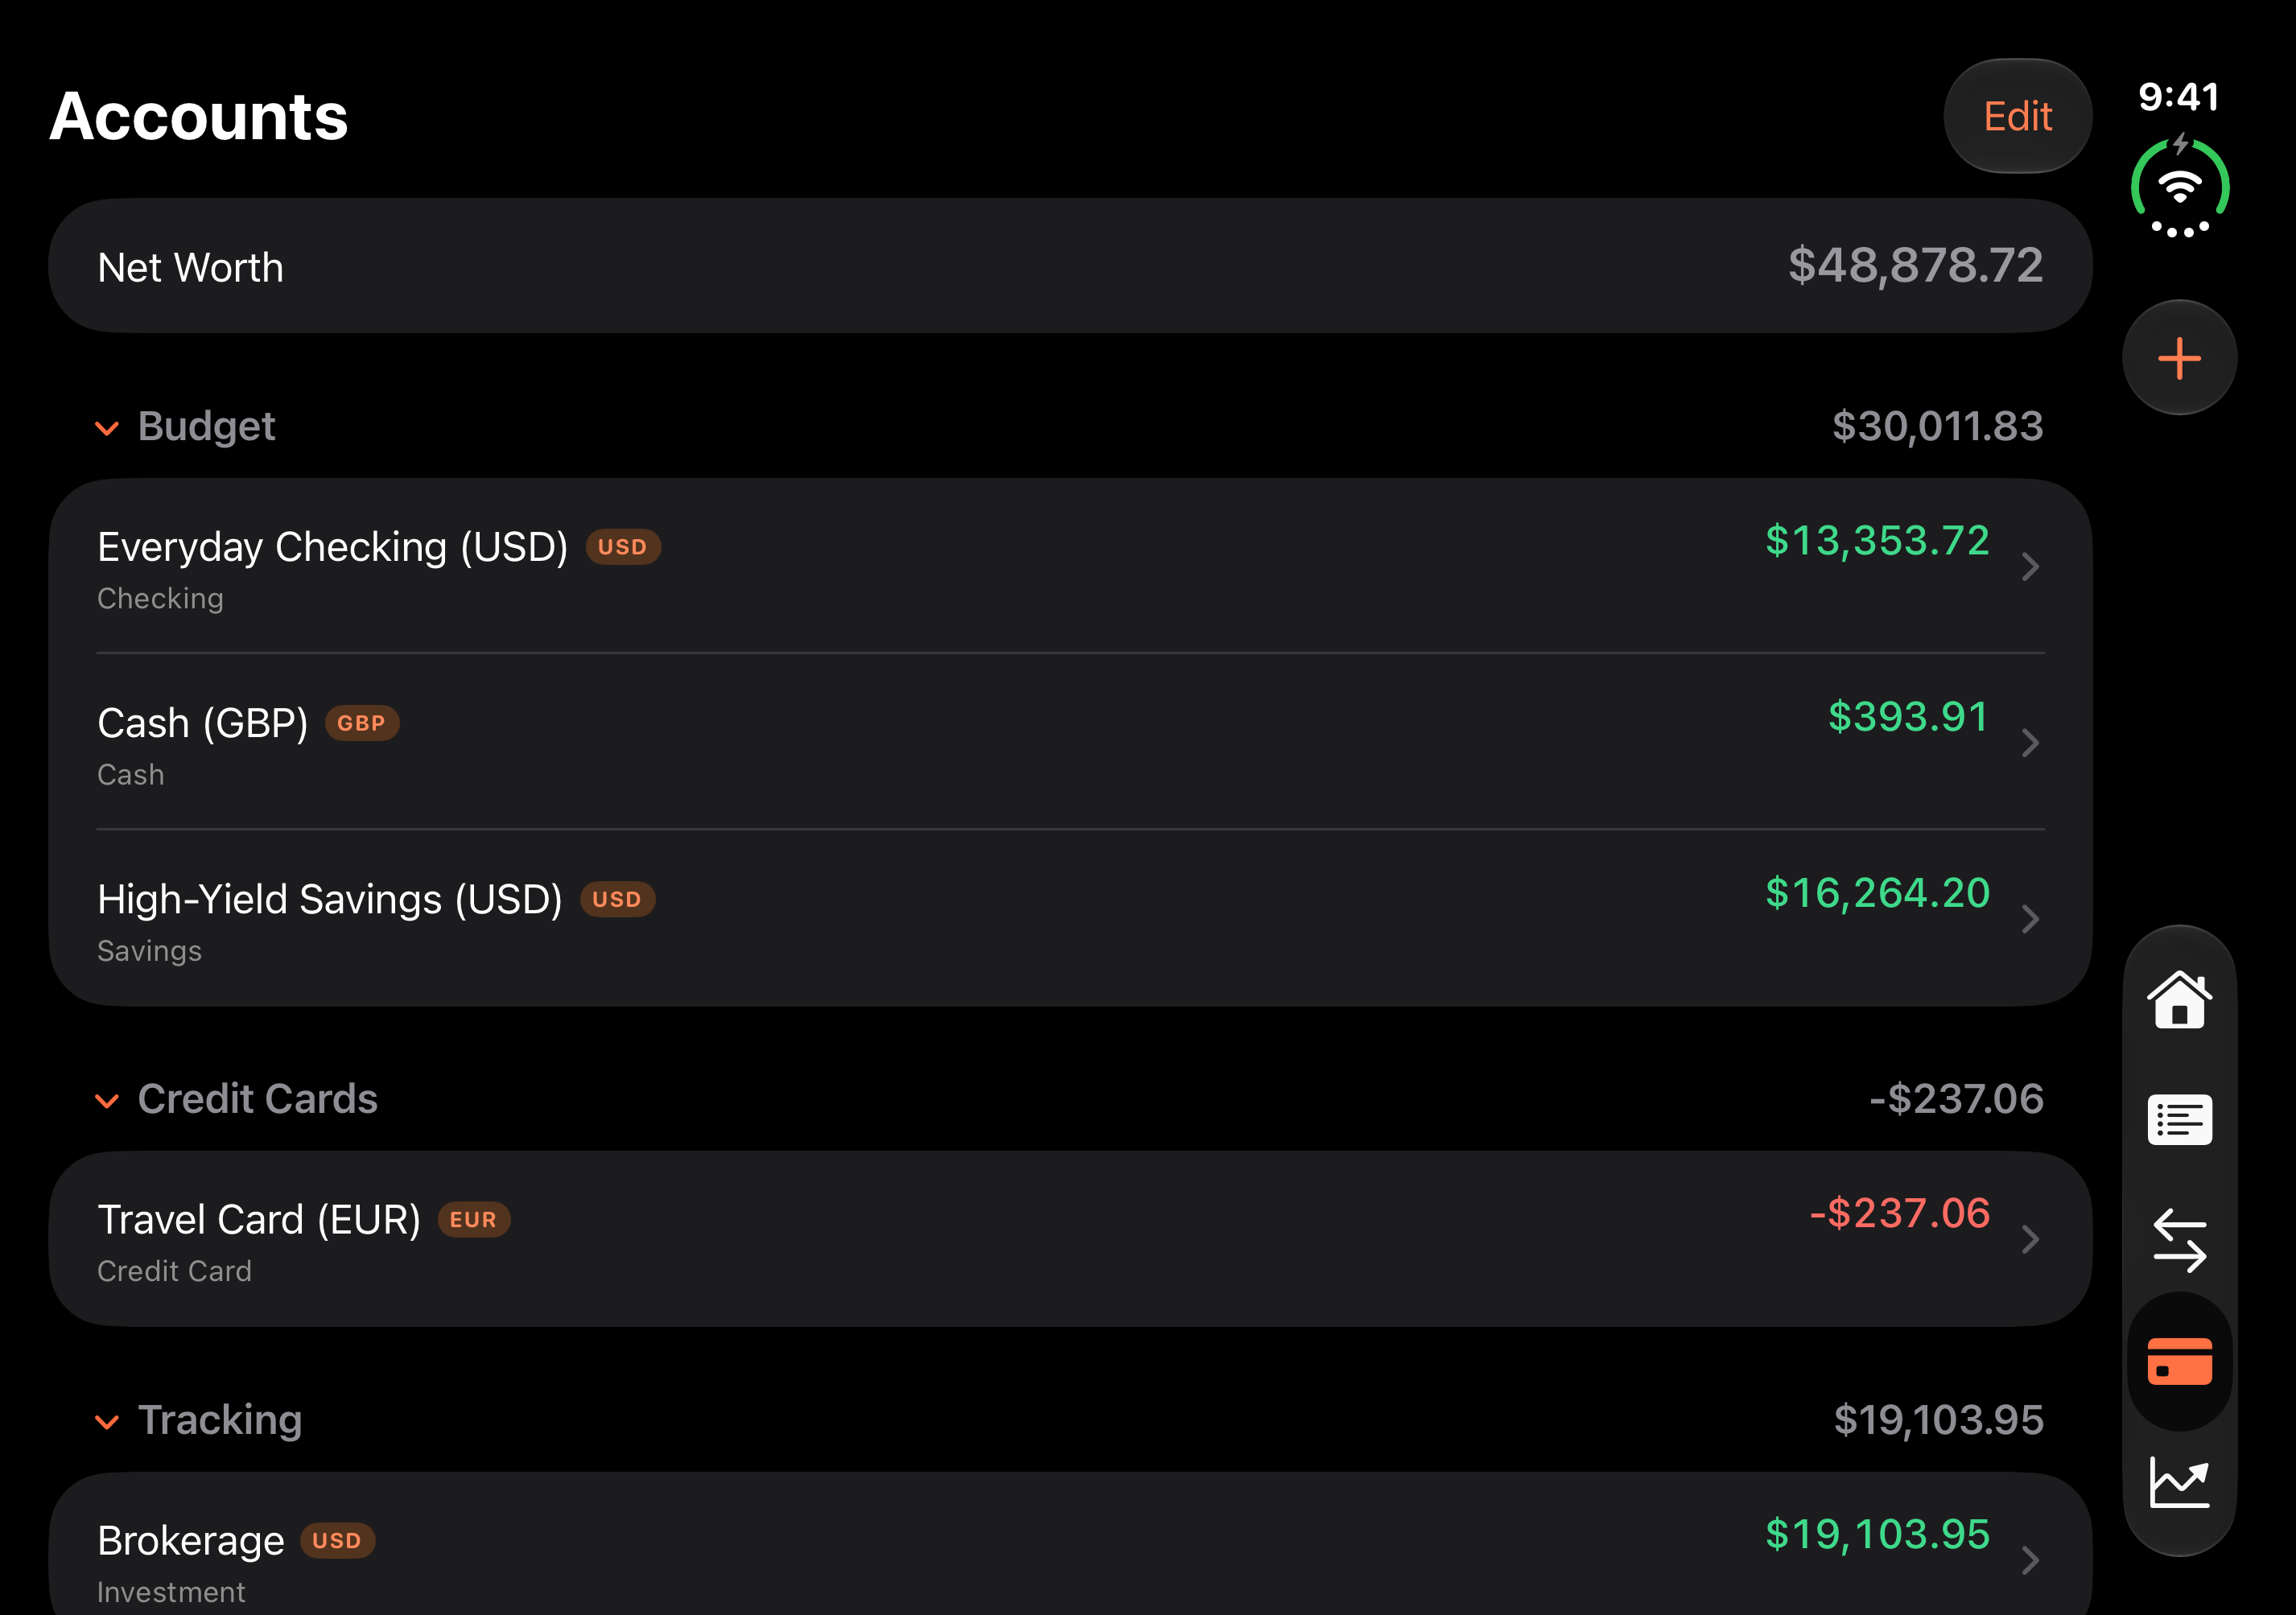 Accounts
Edit
9:41
Net Worth
$48,878.72
Budget
$30,011.83
Everyday Checking (USD) USD
$13,353.72
Checking
Cash (GBP) GBP
$393.91
Cash
High-Yield Savings (USD) USD
$16,264.20
Savings
Credit Cards
-$237.06
Travel Card (EUR) EUR
-$237.06
Credit Card
Tracking
$19,103.95
Brokerage USD
$19,103.95
Investment